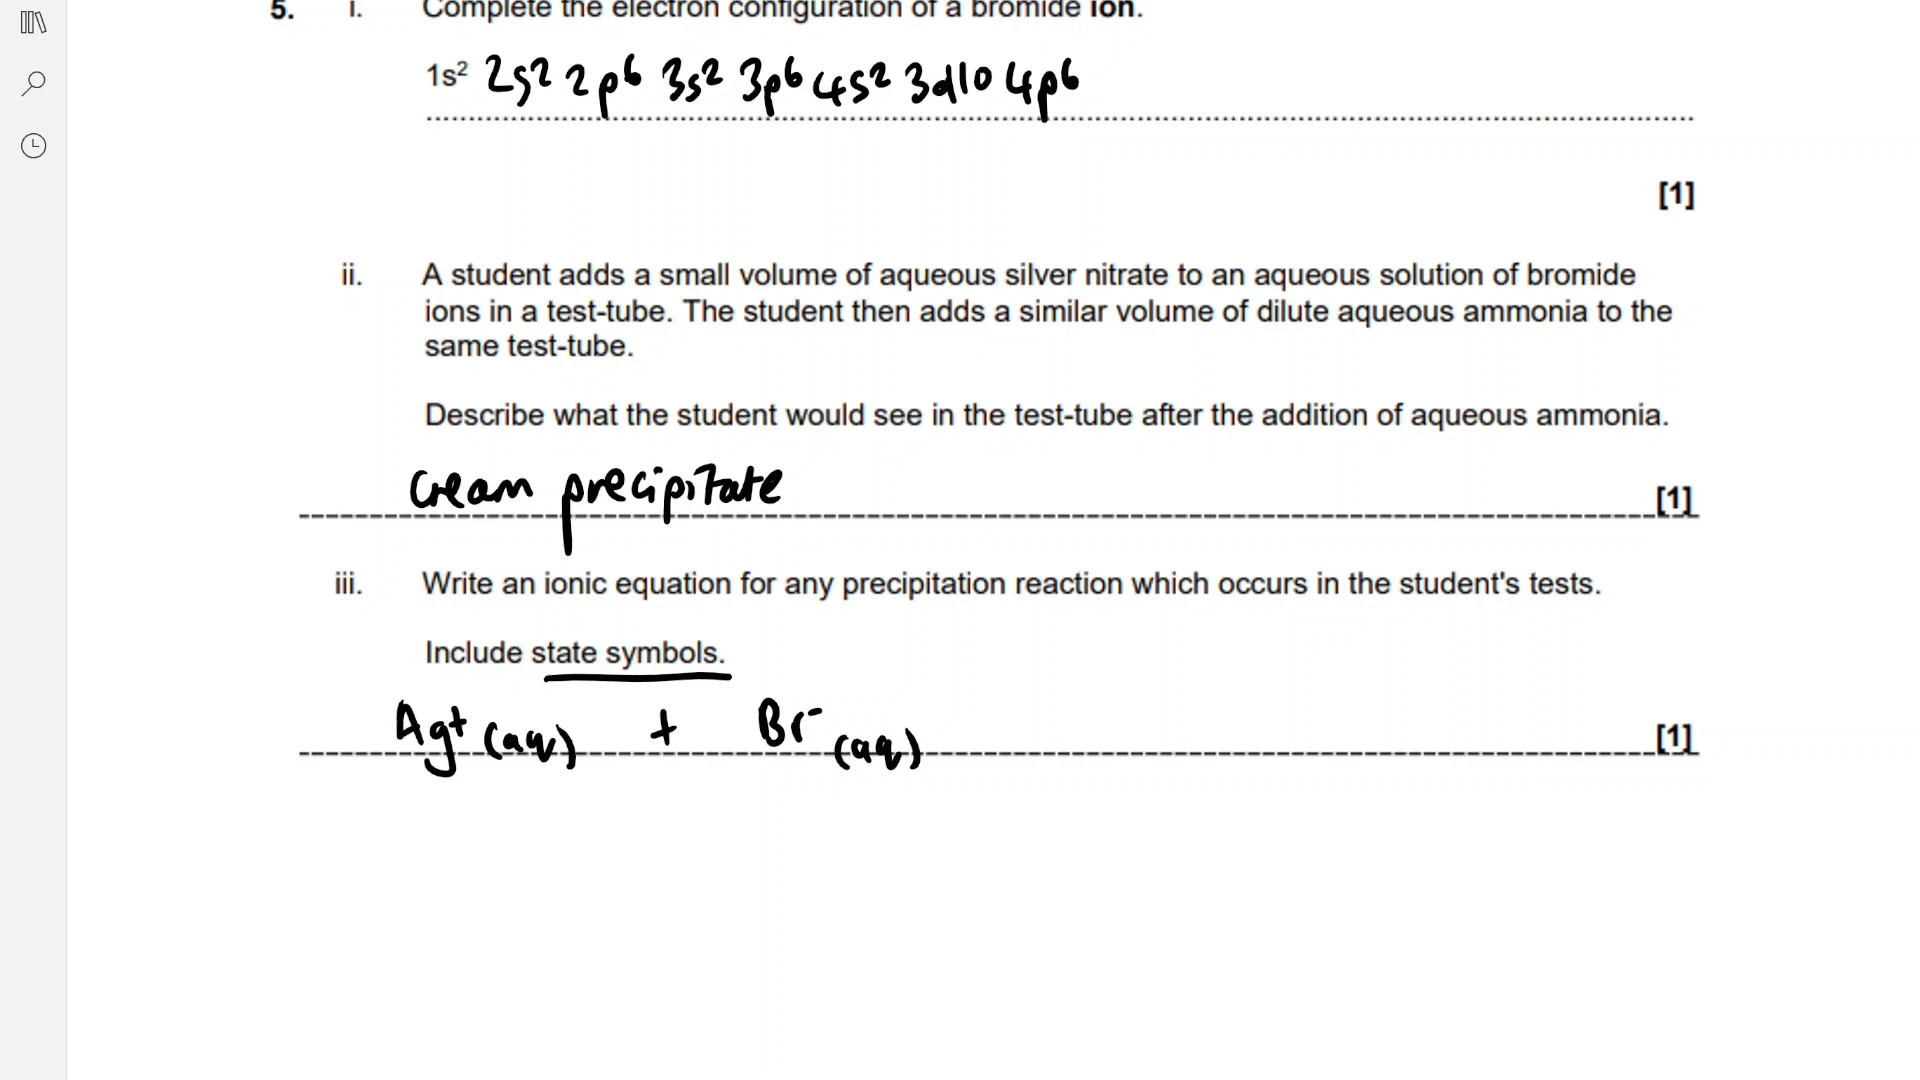 5. i. Complete the electron configuration of a bromide ion.
1s² 2s² 2p⁶ 3s² 3p⁶ 4s² 3d10 4p⁶
[1]
ii. A student adds a small volume of aqueous silver nitrate to an aqueous solution of bromide
ions in a test-tube. The student then adds a similar volume of dilute aqueous ammonia to the
same test-tube.
Describe what the student would see in the test-tube after the addition of aqueous ammonia.
cream precipitate [1]
iii. Write an ionic equation for any precipitation reaction which occurs in the student's tests.
Include state symbols.
Ag⁺ (aq) + Br⁻ (aq) [1]